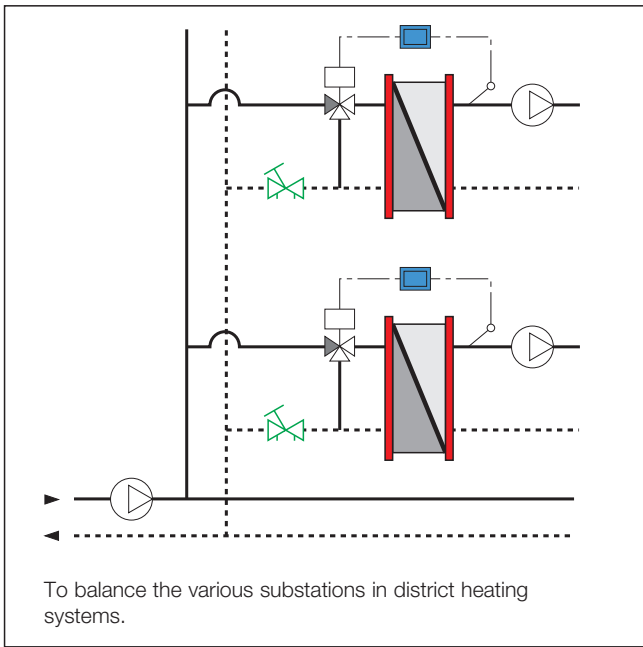 To balance the various substations in district heating
systems.